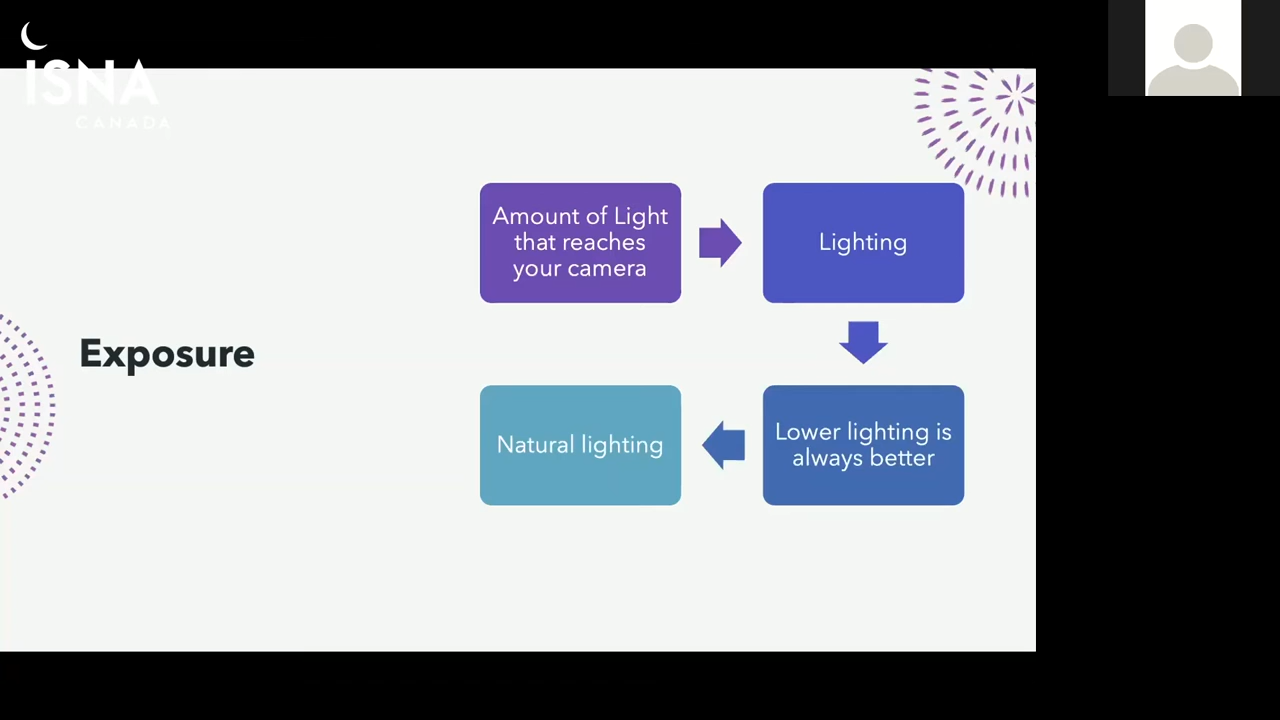 ISNA
CANADA
Exposure
Amount of Light
that reaches
your camera
Lighting
Lower lighting is
always better
Natural lighting